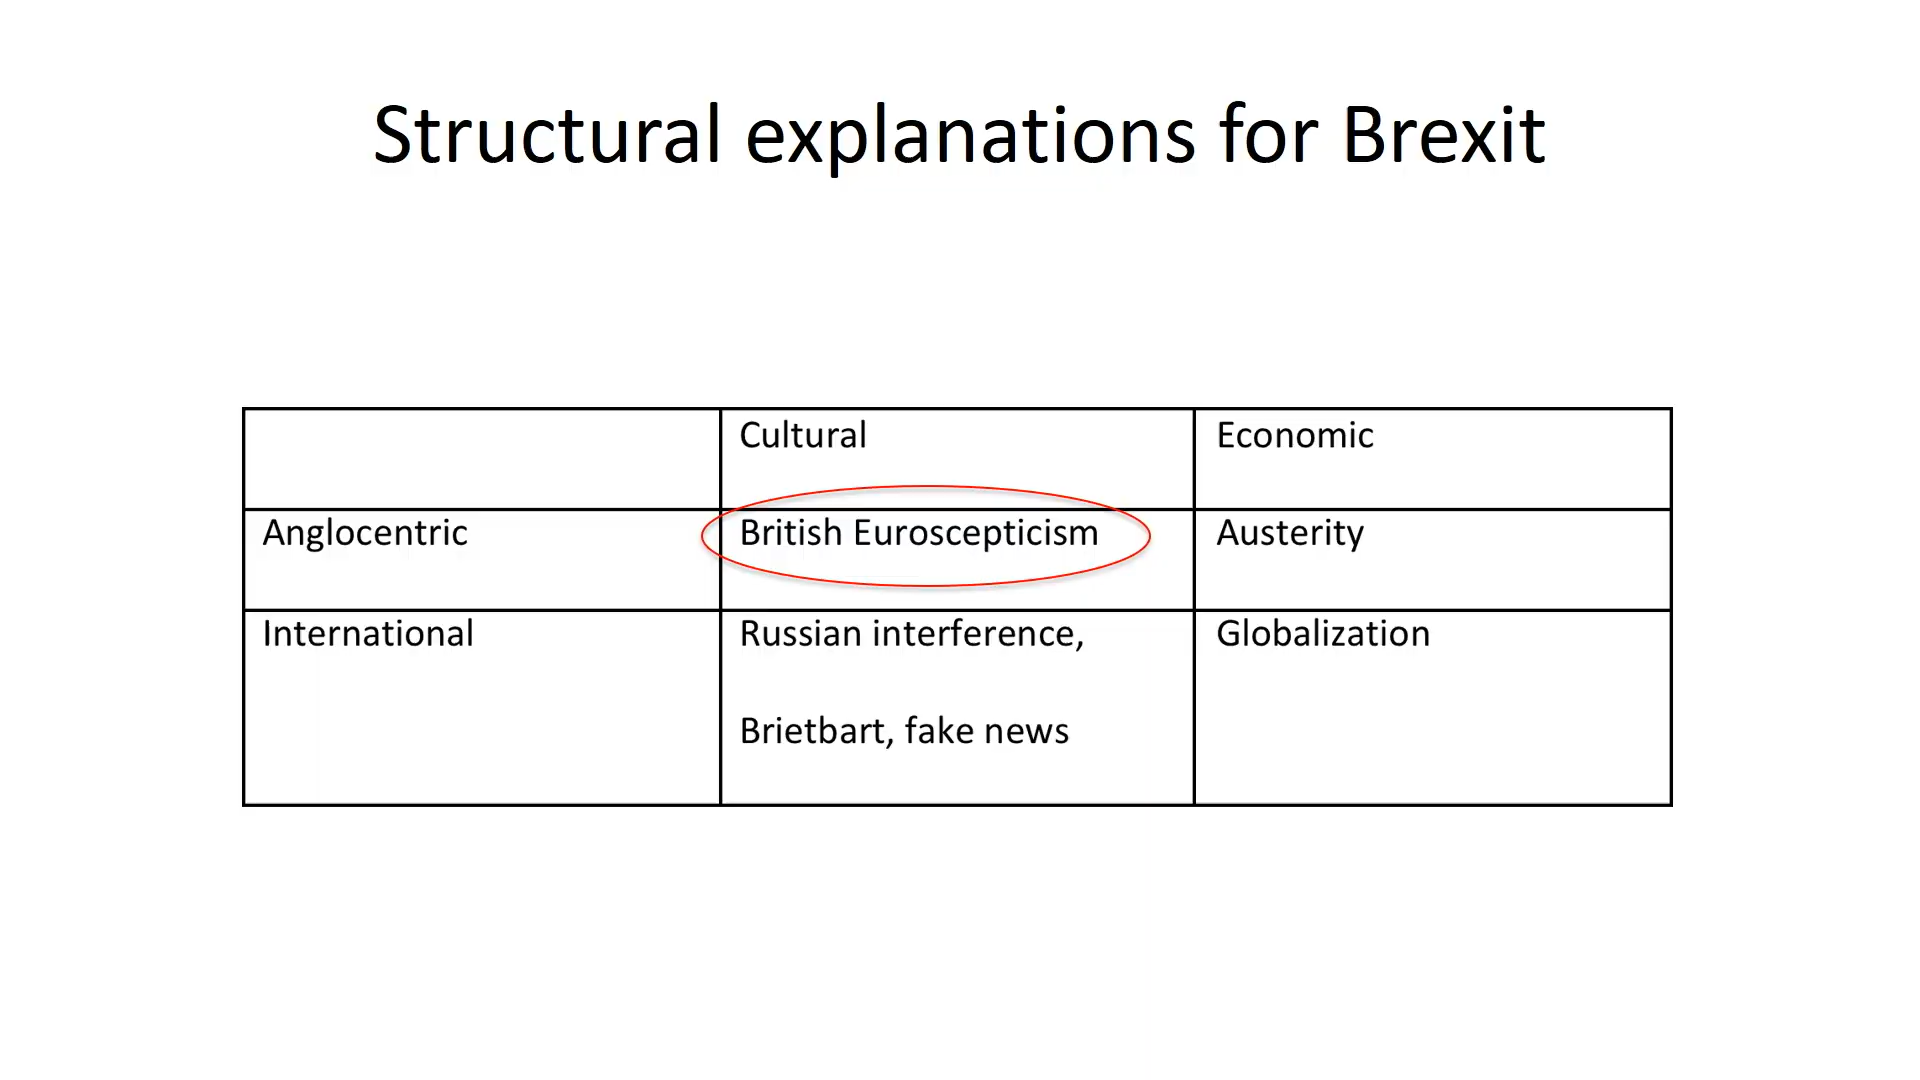 Structural explanations for Brexit
Cultural
Economic
Anglocentric
British Euroscepticism
Austerity
International
Russian interference,
Brietbart, fake news
Globalization